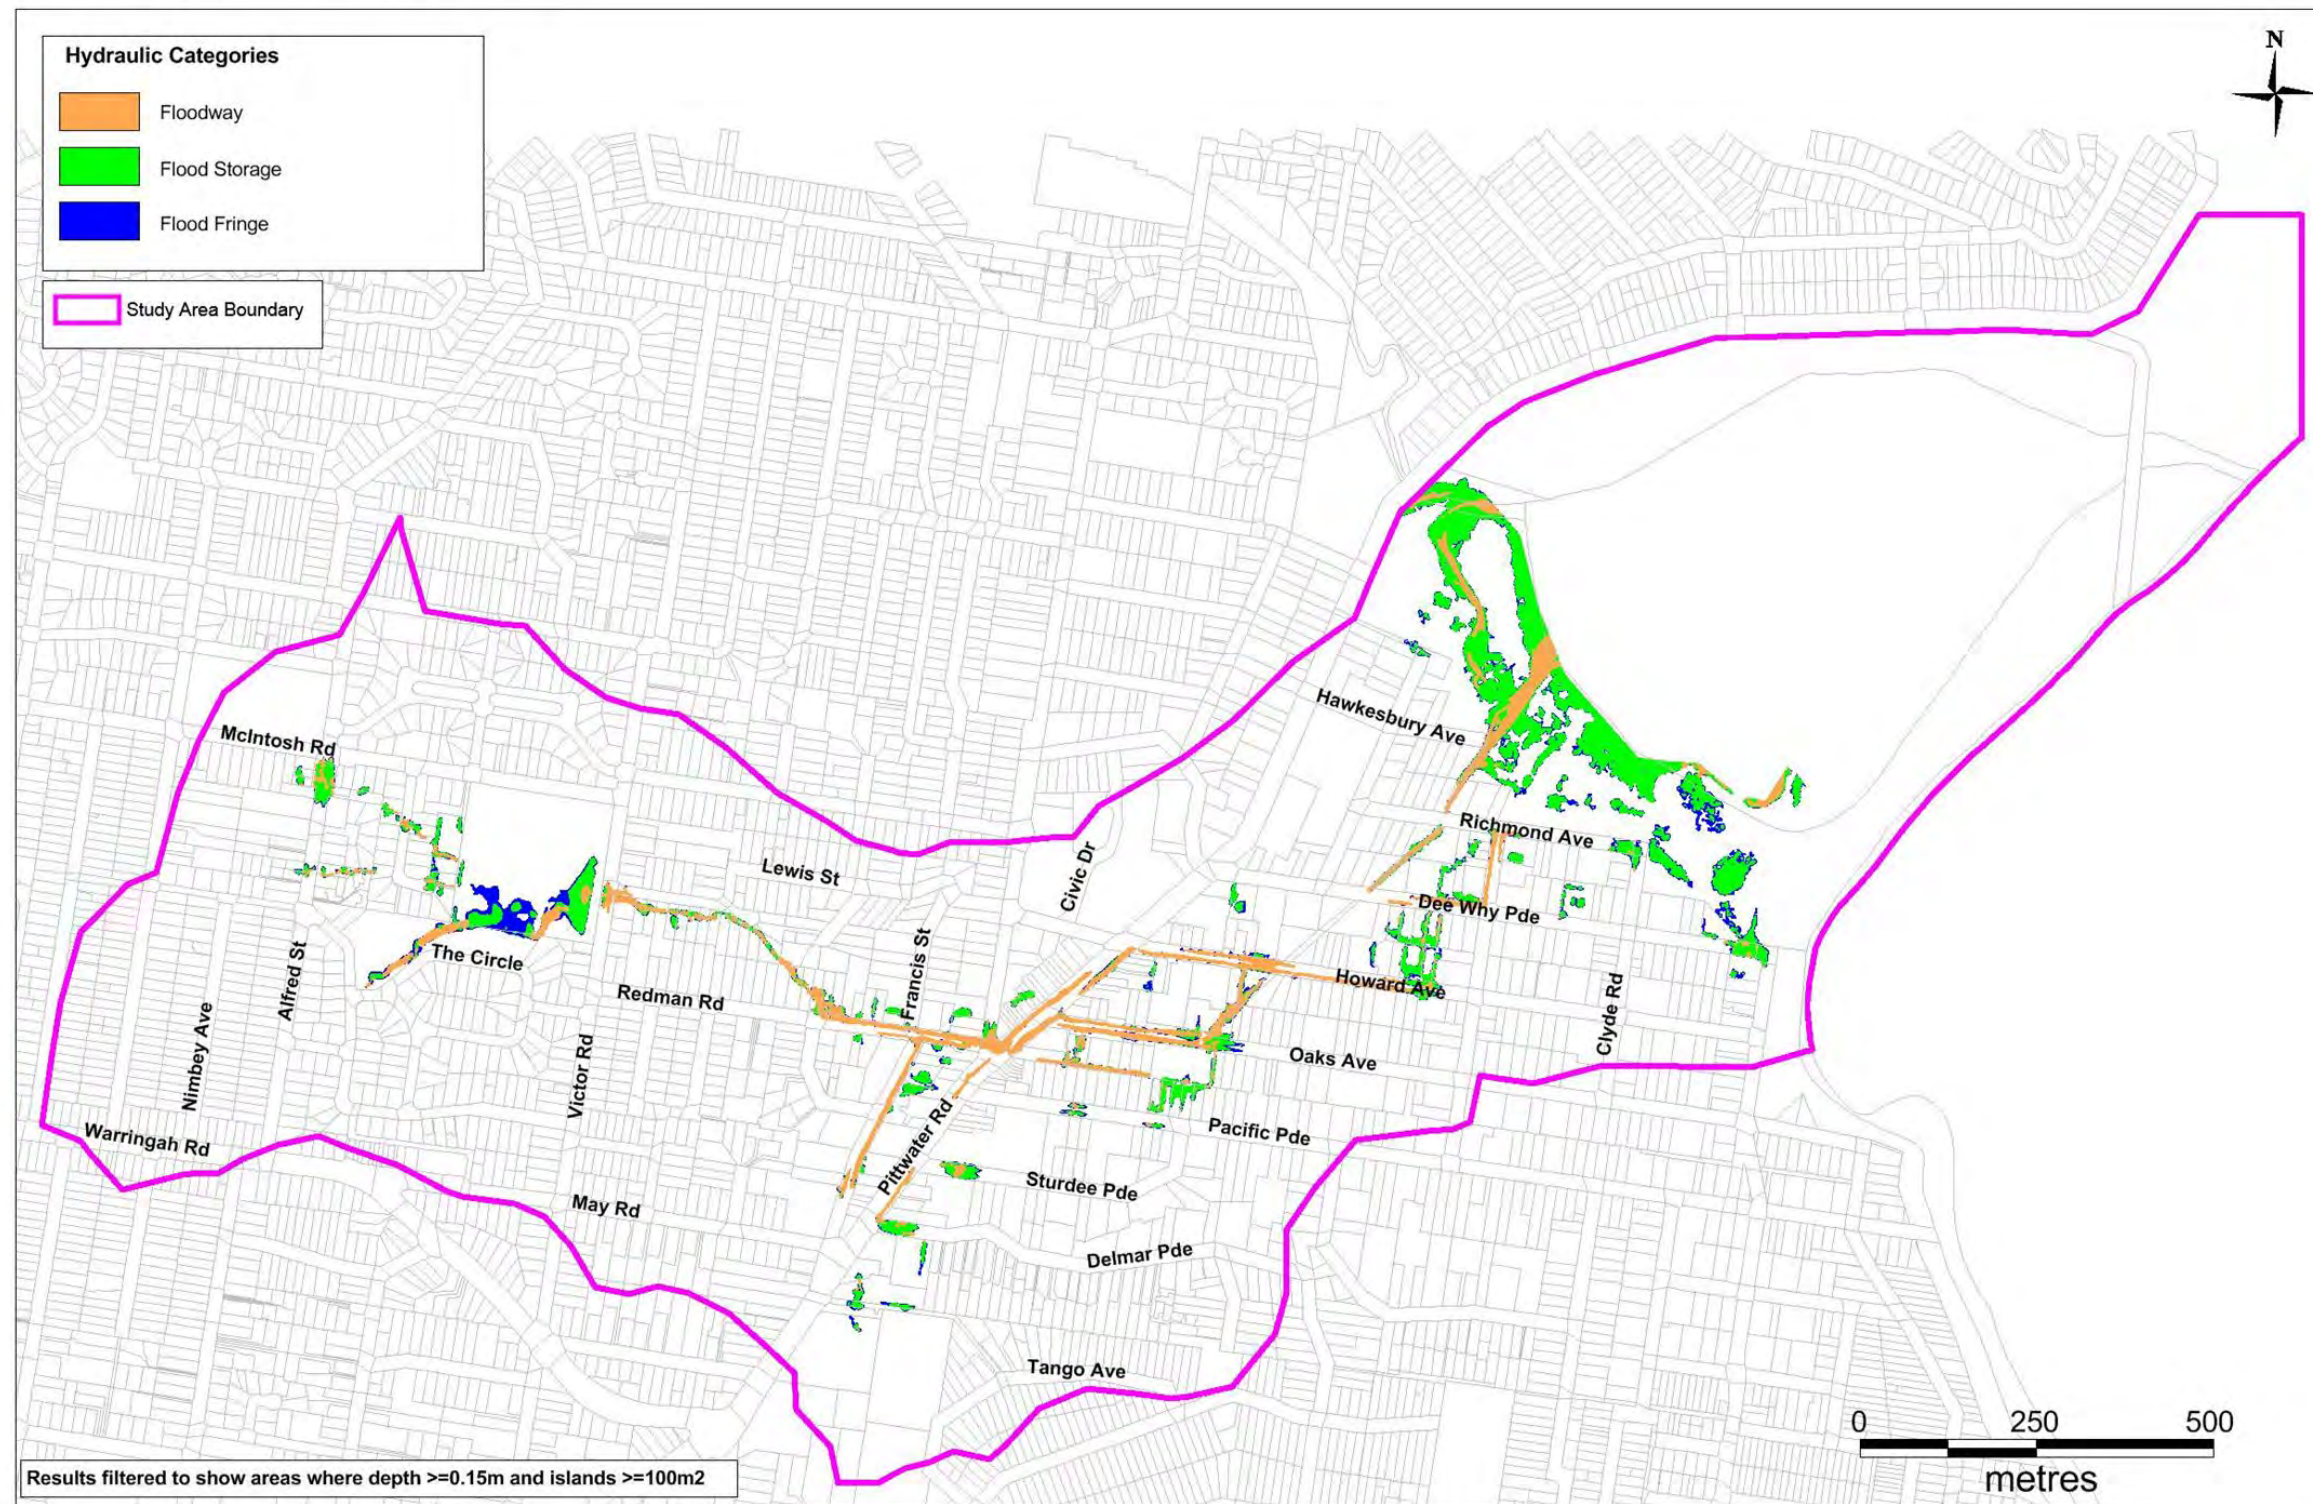 Hydraulic Categories
Floodway
Flood Storage
Flood Fringe
Study Area Boundary
N
Hawkesbury Ave
McIntosh Rd
Richmond Ave
Lewis St
Civic Dr
Dee Why Pde
The Circle
Francis St
Alfred St
Howard Ave
Redman Rd
Clyde Rd
Nimbey Ave
Victor Rd
Oaks Ave
Pittwater Rd
Pacific Pde
Warringah Rd
Sturdee Pde
May Rd
Delmar Pde
Tango Ave
0 250 500
metres
Results filtered to show areas where depth >=0.15m and islands >=100m2